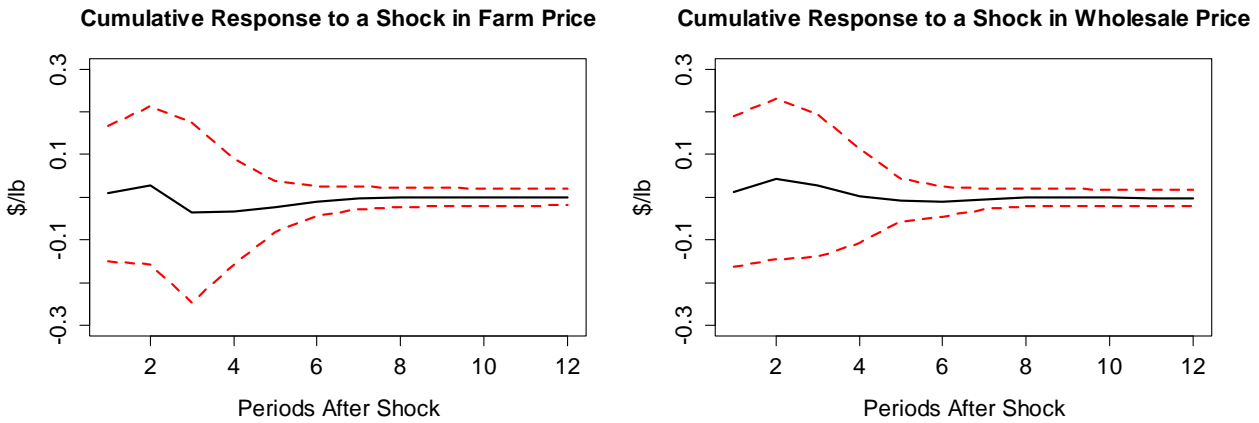 Cumulative Response to a Shock in Farm Price
0.3
0.1
-0.1
-0.3
$/lb
2 4 6 8 10 12
Periods After Shock
Cumulative Response to a Shock in Wholesale Price
0.3
0.1
-0.1
-0.3
$/lb
2 4 6 8 10 12
Periods After Shock